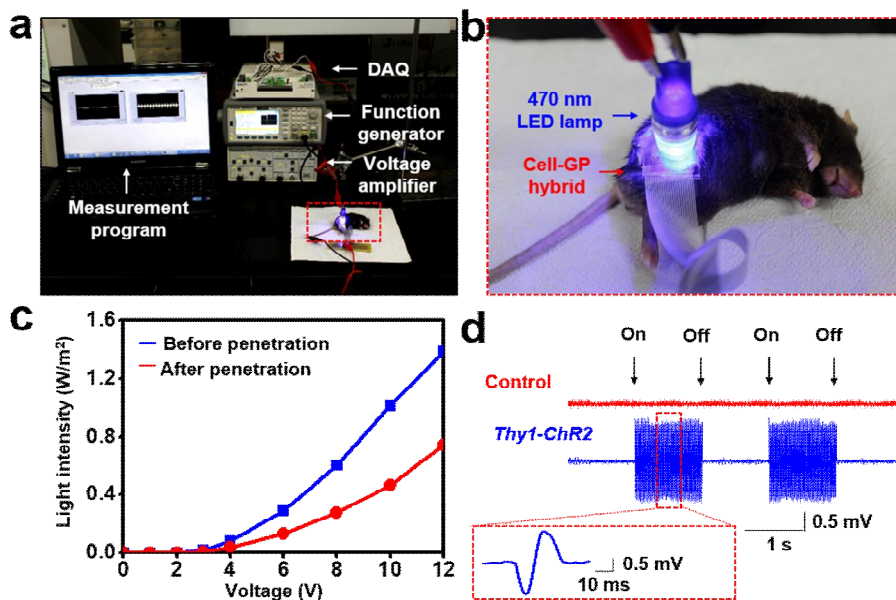 a
DAQ
Function
generator
Voltage
amplifier
Measurement
program
b
470 nm
LED lamp
Cell-GP
hybrid
c
1.6
1.2
0.8
0.4
0.0
Light intensity (W/m²)
Before penetration
After penetration
0 2 4 6 8 10 12
Voltage (V)
d
On Off On Off
Control
Thy1-ChR2
0.5 mV
1 s
0.5 mV
10 ms